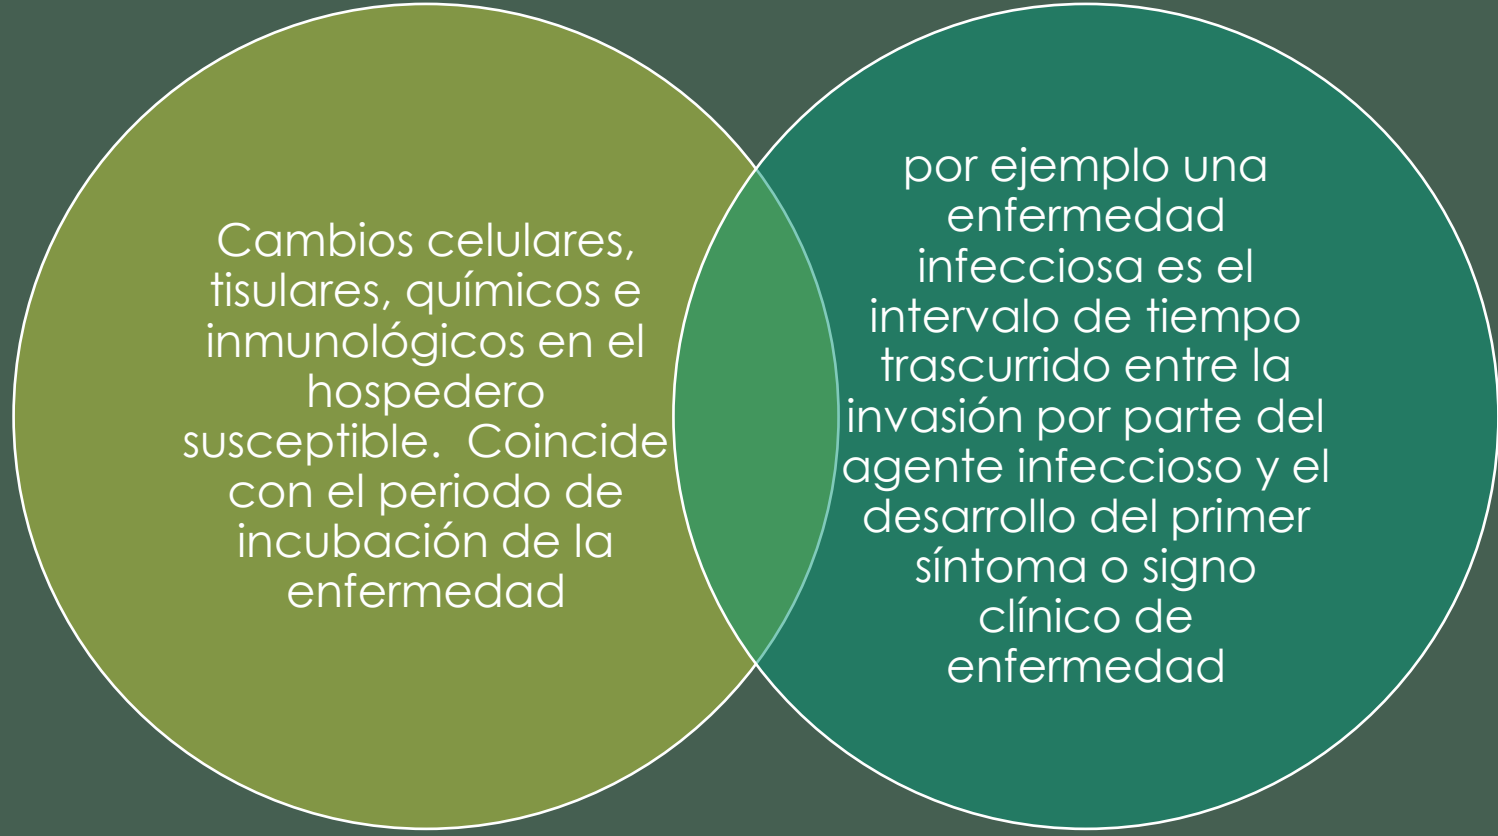 Cambios celulares,
tisulares, químicos e
inmunológicos en el
hospedero
susceptible.  Coincide
con el periodo de
incubación de la
enfermedad
por ejemplo una
enfermedad
infecciosa es el
intervalo de tiempo
trascurrido entre la
invasión por parte del
agente infeccioso y el
desarrollo del primer
síntoma o signo
clínico de
enfermedad